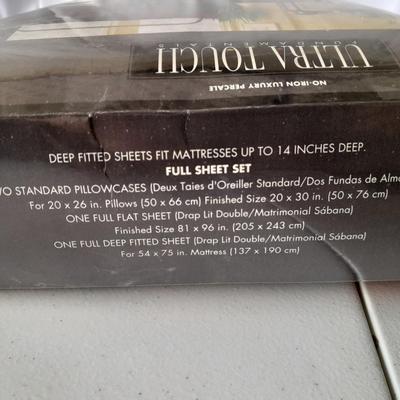 FUNDAMENTALS
ULTRA TOUCH
NO-IRON LUXURY PERCALE
DEEP FITTED SHEETS FIT MATTRESSES UP TO 14 INCHES DEEP.
FULL SHEET SET
WO STANDARD PILLOWCASES (Deux Taies d'Oreiller Standard/Dos Fundas de Almo
For 20 x 26 in. Pillows (50 x 66 cm) Finished Size 20 x 30 in. (50 x 76 cm)
ONE FULL FLAT SHEET (Drap Lit Double/Matrimonial Sábana)
Finished Size 81 x 96 in. (205 x 243 cm)
ONE FULL DEEP FITTED SHEET (Drap Lit Double/Matrimonial Sábana)
For 54 x 75 in. Mattress (137 x 190 cm)